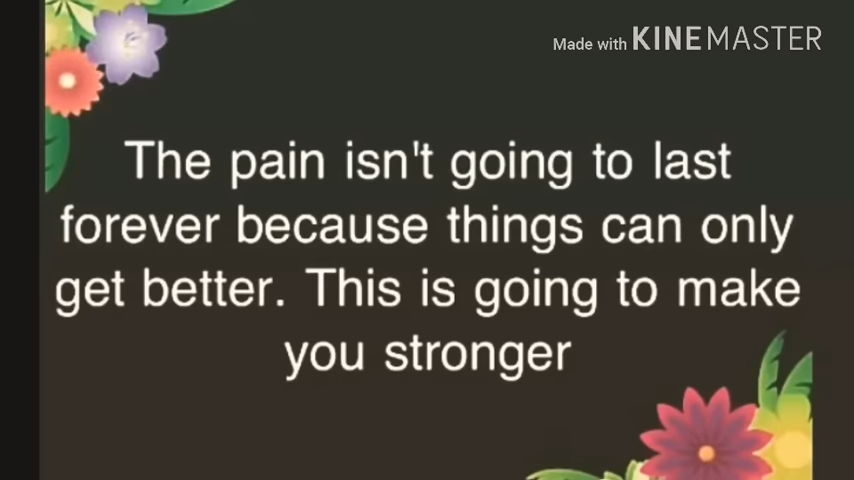 Made with KINEMASTER
The pain isn't going to last
forever because things can only
get better. This is going to make
you stronger